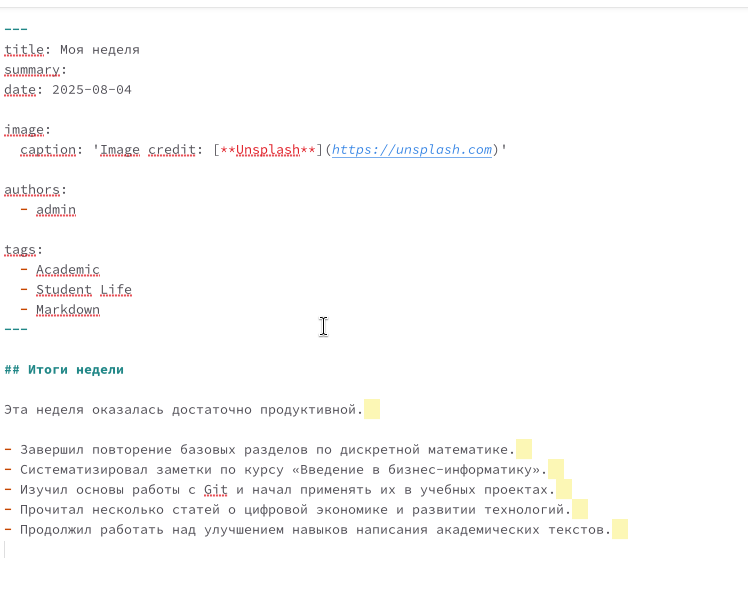 ---
title: Моя неделя
summary:
date: 2025-08-04
image:
caption: 'Image credit: [**Unsplash**](https://unsplash.com)'
authors:
- admin
tags:
- Academic
- Student Life
- Markdown
---
## Итоги недели
Эта неделя оказалась достаточно продуктивной.
- Завершил повторение базовых разделов по дискретной математике.
- Систематизировал заметки по курсу «Введение в бизнес-информатику».
- Изучил основы работы с Git и начал применять их в учебных проектах.
- Прочитал несколько статей о цифровой экономике и развитии технологий.
- Продолжил работать над улучшением навыков написания академических текстов.